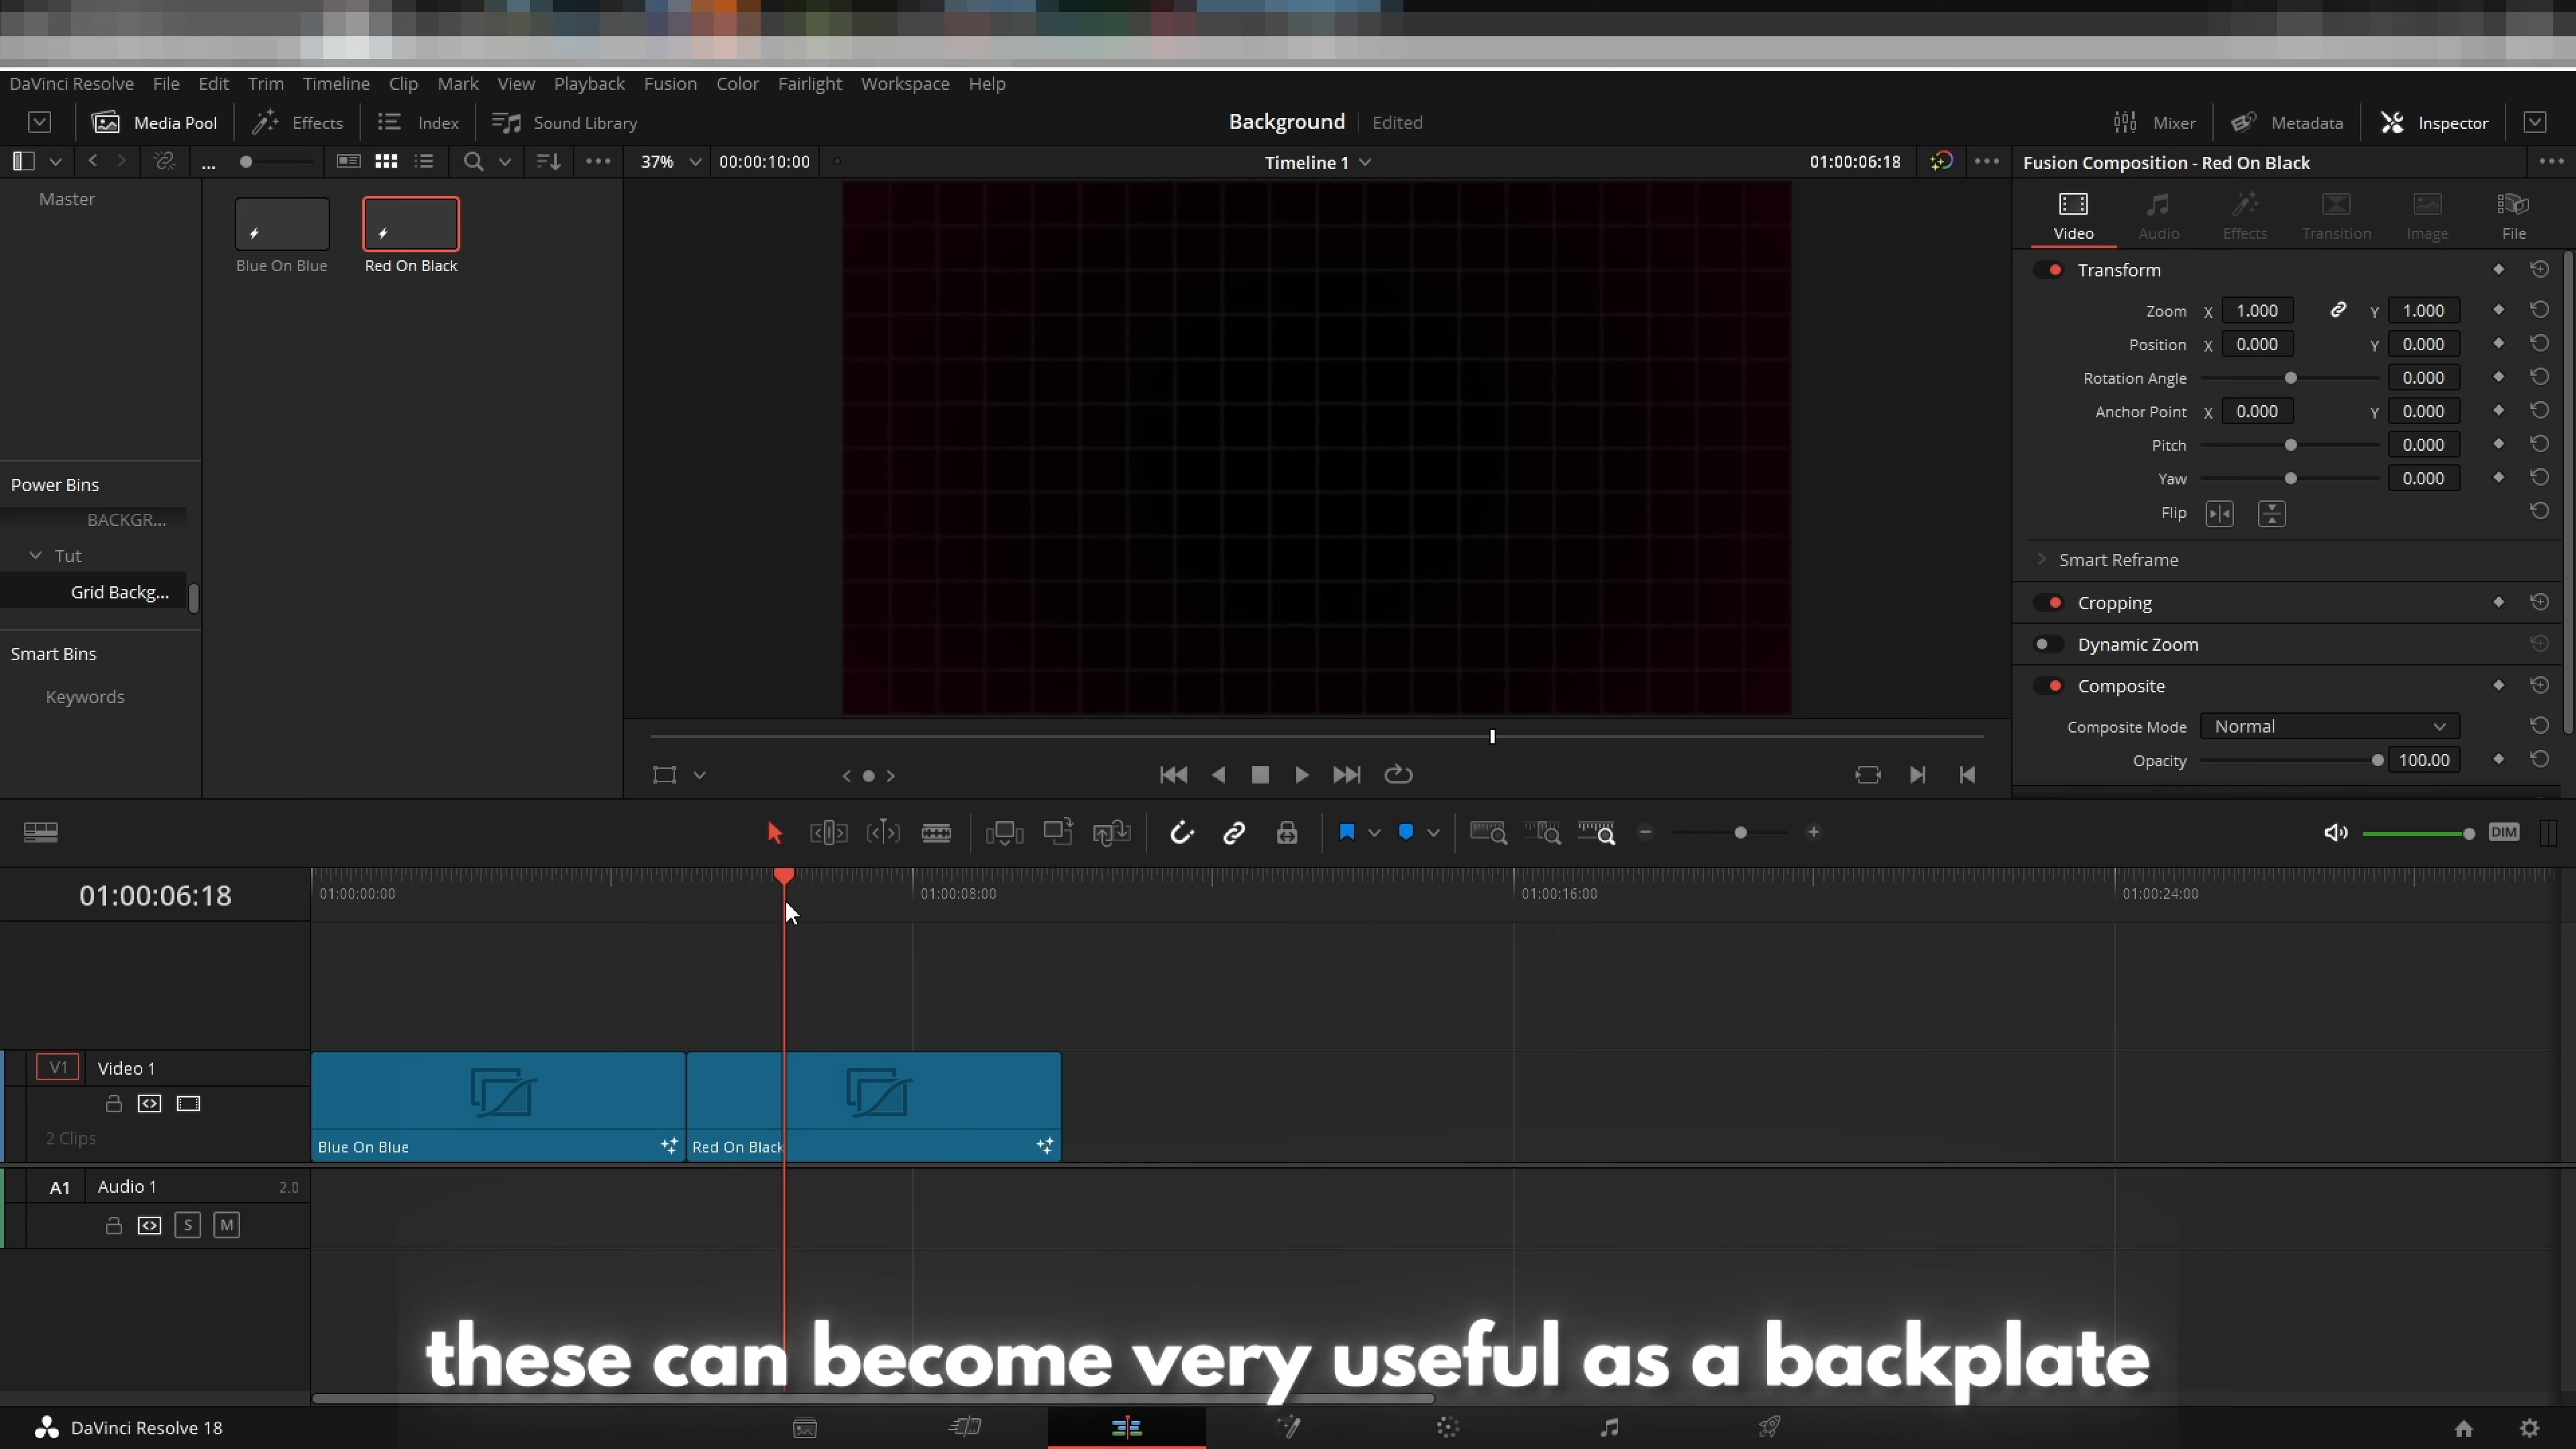 DaVinci Resolve File Edit Trim Timeline Clip Mark View Playback Fusion Color Fairlight Workspace Help
Media Pool Effects Index Sound Library Background Edited Mixer Metadata Inspector
... 37% 00:00:10:00 Timeline 1 01:00:06:18 Fusion Composition - Red On Black
Master
Blue On Blue Red On Black
Power Bins
BACKGR...
Tut
Grid Backg...
Smart Bins
Keywords
Video Audio Effects Transition Image File
Transform
Zoom X 1.000 Y 1.000
Position X 0.000 Y 0.000
Rotation Angle 0.000
Anchor Point X 0.000 Y 0.000
Pitch 0.000
Yaw 0.000
Flip
Smart Reframe
Cropping
Dynamic Zoom
Composite
Composite Mode Normal
Opacity 100.00
DIM
01:00:06:18 01:00:00:00 01:00:08:00 01:00:16:00 01:00:24:00
V1 Video 1
2 Clips
Blue On Blue Red On Black
A1 Audio 1 2.0
S M
these can become very useful as a backplate
DaVinci Resolve 18